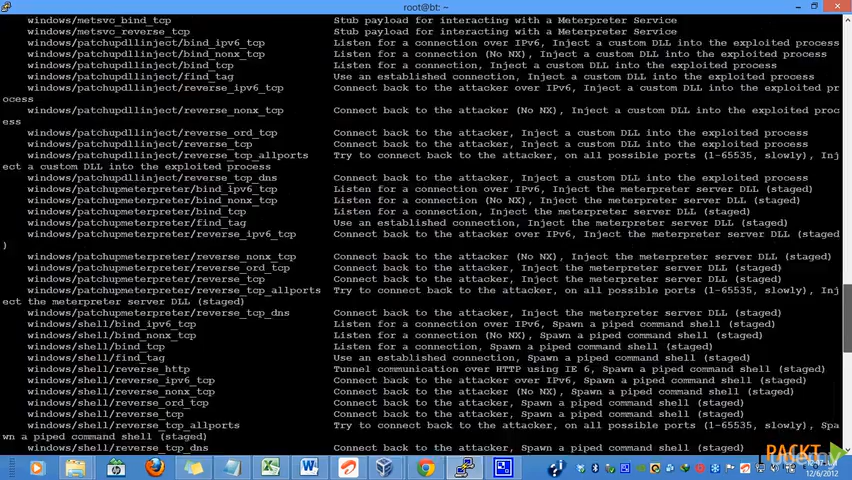 root@bt: ~
windows/metsvc_bind_tcp Stub payload for interacting with a Meterpreter Service
windows/metsvc_reverse_tcp Stub payload for interacting with a Meterpreter Service
windows/patchupdllinject/bind_ipv6_tcp Listen for a connection over IPv6, Inject a custom DLL into the exploited process
windows/patchupdllinject/bind_nonx_tcp Listen for a connection (No NX), Inject a custom DLL into the exploited process
windows/patchupdllinject/bind_tcp Listen for a connection, Inject a custom DLL into the exploited process
windows/patchupdllinject/find_tag Use an established connection, Inject a custom DLL into the exploited process
windows/patchupdllinject/reverse_ipv6_tcp Connect back to the attacker over IPv6, Inject a custom DLL into the exploited pr
ocess
windows/patchupdllinject/reverse_nonx_tcp Connect back to the attacker (No NX), Inject a custom DLL into the exploited proc
ess
windows/patchupdllinject/reverse_ord_tcp Connect back to the attacker, Inject a custom DLL into the exploited process
windows/patchupdllinject/reverse_tcp Connect back to the attacker, Inject a custom DLL into the exploited process
windows/patchupdllinject/reverse_tcp_allports Try to connect back to the attacker, on all possible ports (1-65535, slowly), Inj
ect a custom DLL into the exploited process
windows/patchupdllinject/reverse_tcp_dns Connect back to the attacker, Inject a custom DLL into the exploited process
windows/patchupmeterpreter/bind_ipv6_tcp Listen for a connection over IPv6, Inject the meterpreter server DLL (staged)
windows/patchupmeterpreter/bind_nonx_tcp Listen for a connection (No NX), Inject the meterpreter server DLL (staged)
windows/patchupmeterpreter/bind_tcp Listen for a connection, Inject the meterpreter server DLL (staged)
windows/patchupmeterpreter/find_tag Use an established connection, Inject the meterpreter server DLL (staged)
windows/patchupmeterpreter/reverse_ipv6_tcp Connect back to the attacker over IPv6, Inject the meterpreter server DLL (staged
)
windows/patchupmeterpreter/reverse_nonx_tcp Connect back to the attacker (No NX), Inject the meterpreter server DLL (staged)
windows/patchupmeterpreter/reverse_ord_tcp Connect back to the attacker, Inject the meterpreter server DLL (staged)
windows/patchupmeterpreter/reverse_tcp Connect back to the attacker, Inject the meterpreter server DLL (staged)
windows/patchupmeterpreter/reverse_tcp_allports Try to connect back to the attacker, on all possible ports (1-65535, slowly), Inj
ect the meterpreter server DLL (staged)
windows/patchupmeterpreter/reverse_tcp_dns Connect back to the attacker, Inject the meterpreter server DLL (staged)
windows/shell/bind_ipv6_tcp Listen for a connection over IPv6, Spawn a piped command shell (staged)
windows/shell/bind_nonx_tcp Listen for a connection (No NX), Spawn a piped command shell (staged)
windows/shell/bind_tcp Listen for a connection, Spawn a piped command shell (staged)
windows/shell/find_tag Use an established connection, Spawn a piped command shell (staged)
windows/shell/reverse_http Tunnel communication over HTTP using IE 6, Spawn a piped command shell (staged)
windows/shell/reverse_ipv6_tcp Connect back to the attacker over IPv6, Spawn a piped command shell (staged)
windows/shell/reverse_nonx_tcp Connect back to the attacker (No NX), Spawn a piped command shell (staged)
windows/shell/reverse_ord_tcp Connect back to the attacker, Spawn a piped command shell (staged)
windows/shell/reverse_tcp Connect back to the attacker, Spawn a piped command shell (staged)
windows/shell/reverse_tcp_allports Try to connect back to the attacker, on all possible ports (1-65535, slowly), Spa
wn a piped command shell (staged)
windows/shell/reverse_tcp_dns Connect back to the attacker, Spawn a piped command shell (staged)
PACKT
12/6/2012